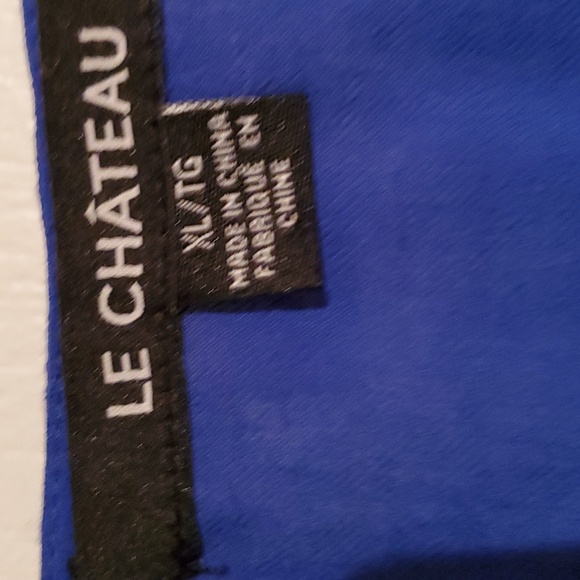 LE CHÂTEAU
XL/TG
MADE IN CHINA
FABRIQUÉ EN
CHINE